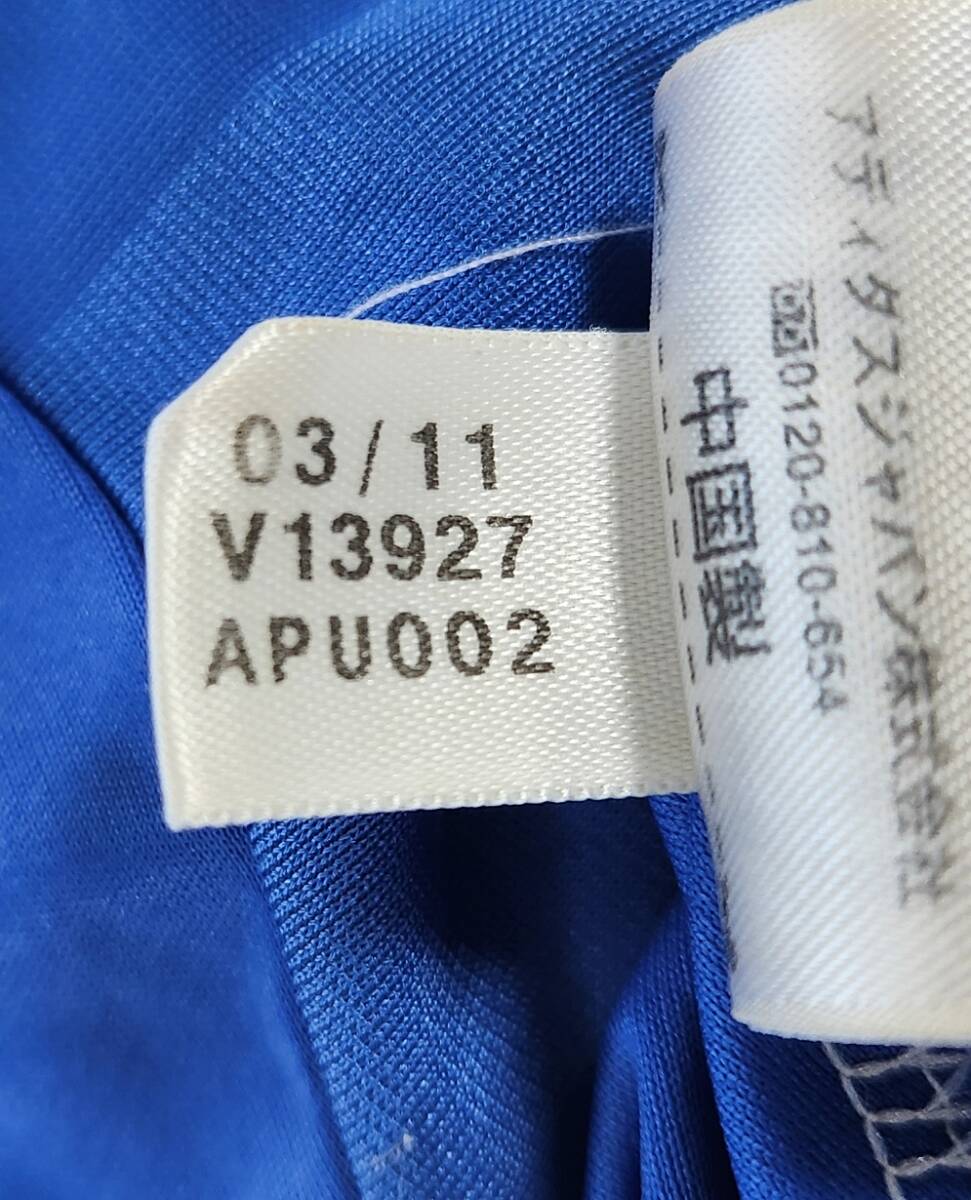 03/11
V13927
APU002
中国製
0120-810-654
アディダスジャパン株式会社